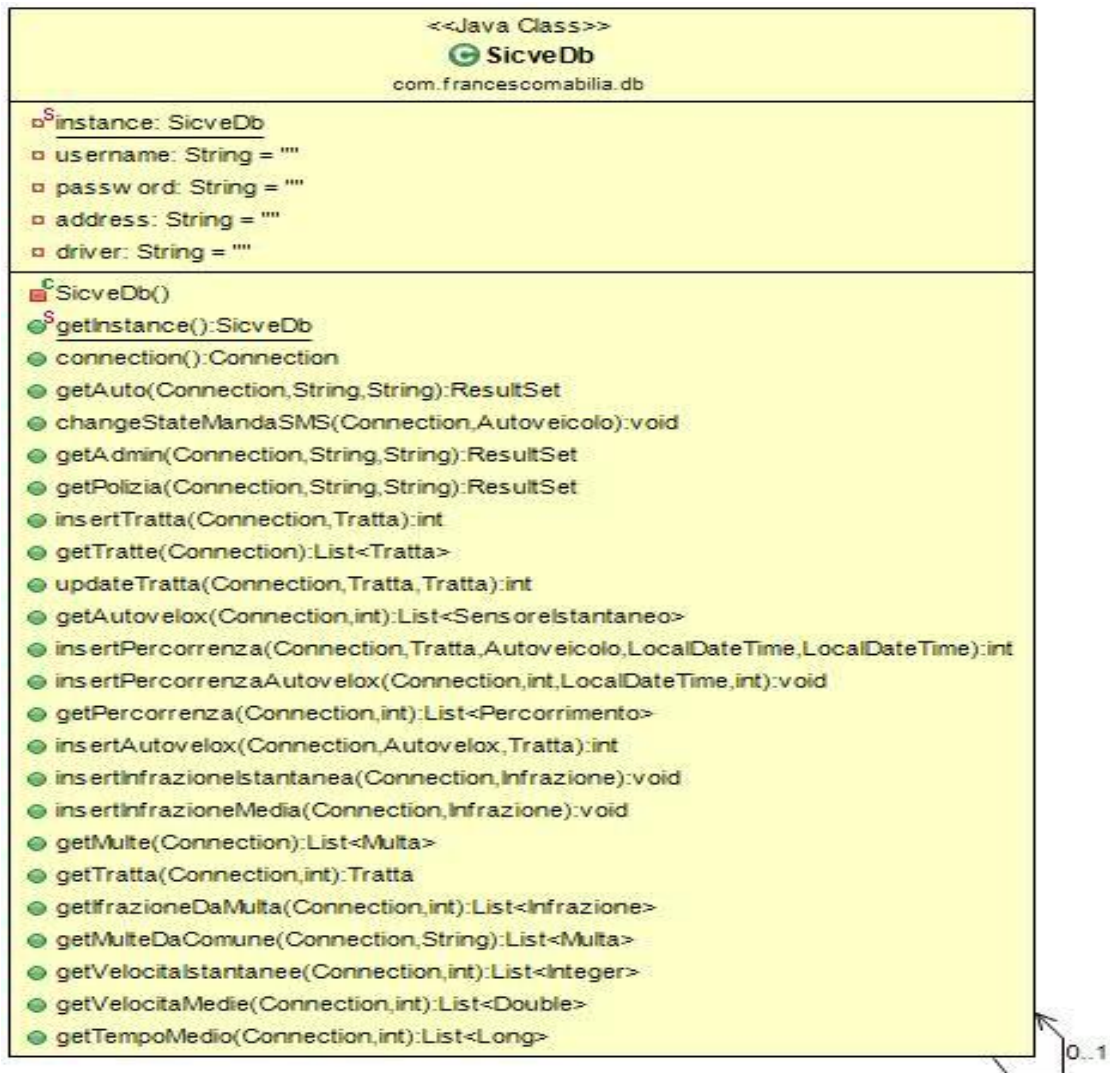 <<Java Class>>
SicveDb
com.francescomabilia.db
instance: SicveDb
username: String = ""
password: String = ""
address: String = ""
driver: String = ""
SicveDb()
getInstance():SicveDb
connection():Connection
getAuto(Connection,String,String):ResultSet
changeStateMandaSMS(Connection,Autoveicolo):void
getAdmin(Connection,String,String):ResultSet
getPolizia(Connection,String,String):ResultSet
insertTratta(Connection,Tratta):int
getTratte(Connection):List<Tratta>
updateTratta(Connection,Tratta,Tratta):int
getAutovelox(Connection,int):List<SensoreIstantaneo>
insertPercorrenza(Connection,Tratta,Autoveicolo,LocalDateTime,LocalDateTime):int
insertPercorrenzaAutovelox(Connection,int,LocalDateTime,int):void
getPercorrenza(Connection,int):List<Percorrimento>
insertAutovelox(Connection,Autovelox,Tratta):int
insertInfrazioneIstantanea(Connection,Infrazione):void
insertInfrazioneMedia(Connection,Infrazione):void
getMulte(Connection):List<Multa>
getTratta(Connection,int):Tratta
getIfrazioneDaMulta(Connection,int):List<Infrazione>
getMulteDaComune(Connection,String):List<Multa>
getVelocitaIstantanee(Connection,int):List<Integer>
getVelocitaMedie(Connection,int):List<Double>
getTempoMedio(Connection,int):List<Long>
0..1